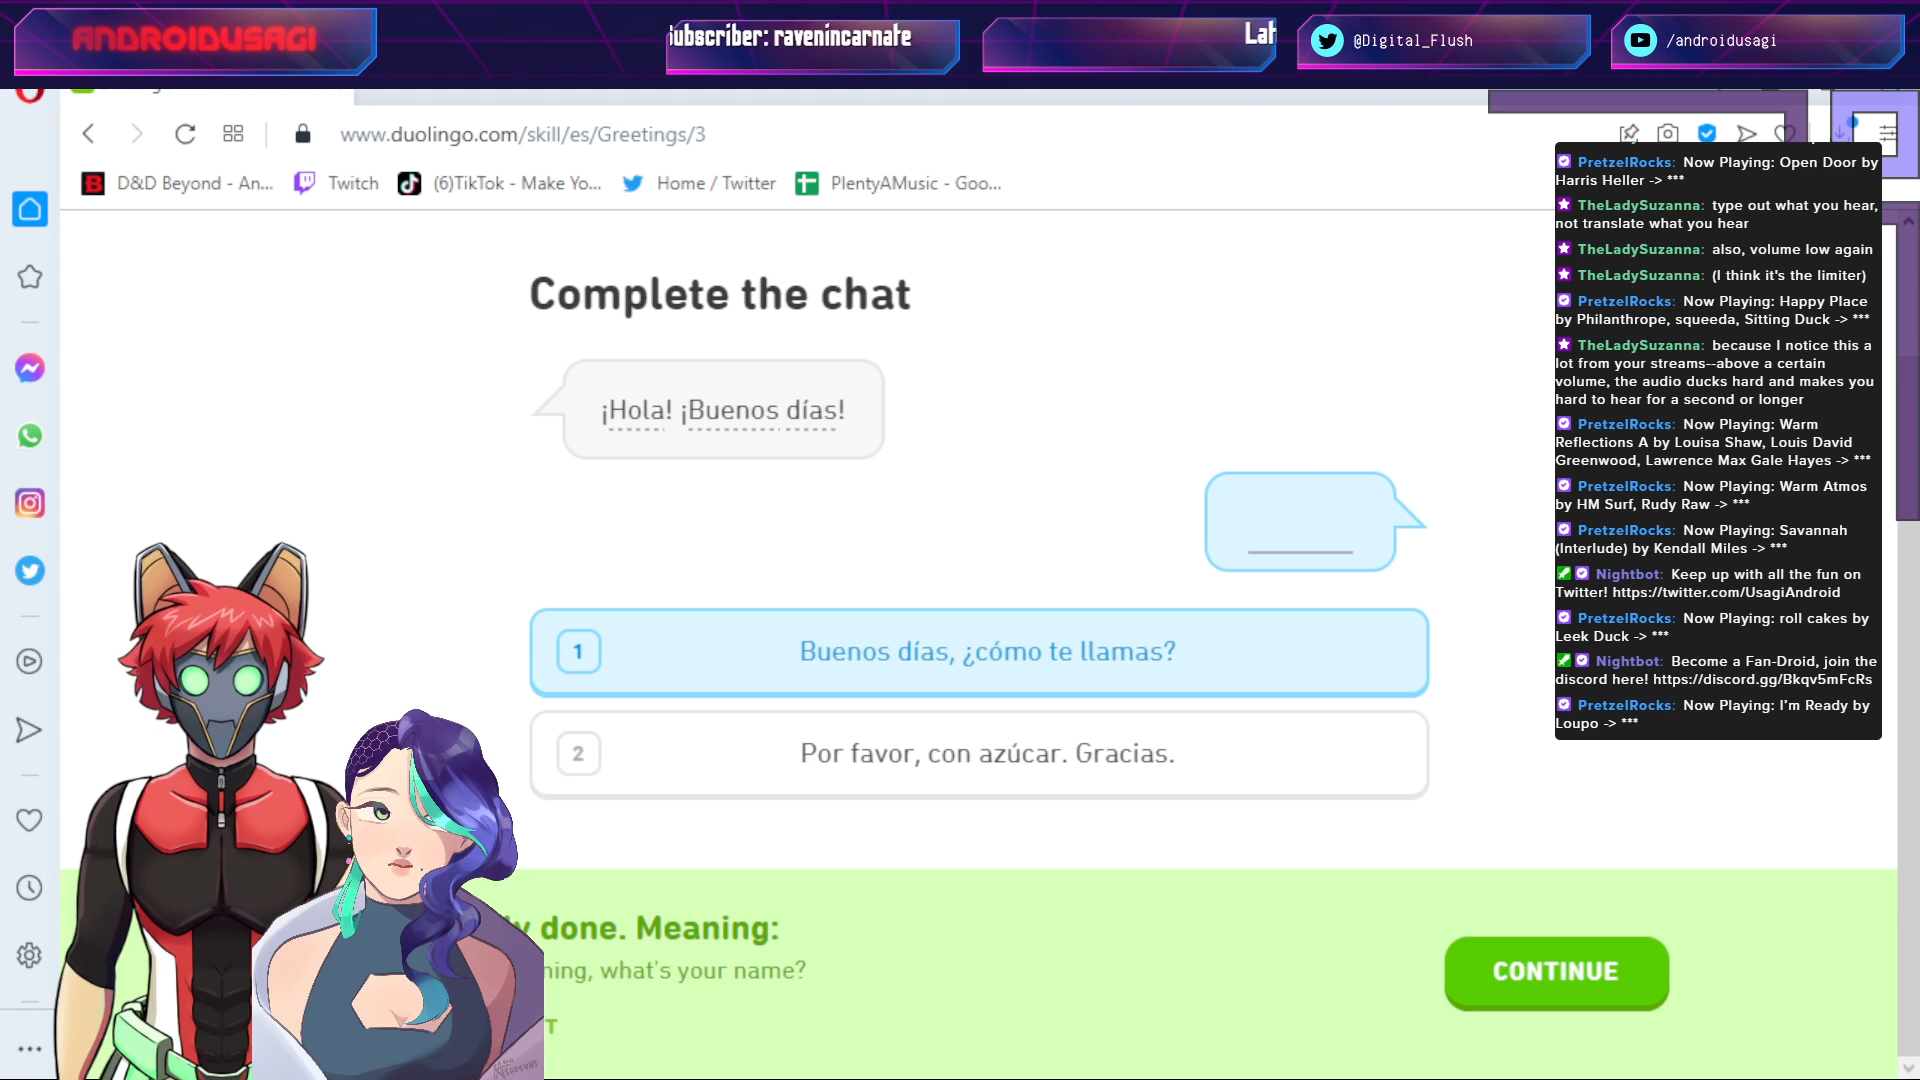 ANDROIDUSAGI
ubscriber: ravenincarnate
Lat
@Digital_Flush
/androidusagi
www.duolingo.com/skill/es/Greetings/3
D&D Beyond - An...
Twitch
(6)TikTok - Make Yo...
Home / Twitter
PlentyAMusic - Goo...
Complete the chat
¡Hola! ¡Buenos días!
1
Buenos días, ¿cómo te llamas?
2
Por favor, con azúcar. Gracias.
done. Meaning:
ning, what's your name?
CONTINUE
PretzelRocks: Now Playing: Open Door by
Harris Heller -> ***
TheLadySuzanna: type out what you hear,
not translate what you hear
TheLadySuzanna: also, volume low again
TheLadySuzanna: (I think it's the limiter)
PretzelRocks: Now Playing: Happy Place
by Philanthrope, squeeda, Sitting Duck -> ***
TheLadySuzanna: because I notice this a
lot from your streams--above a certain
volume, the audio ducks hard and makes you
hard to hear for a second or longer
PretzelRocks: Now Playing: Warm
Reflections A by Louisa Shaw, Louis David
Greenwood, Lawrence Max Gale Hayes -> ***
PretzelRocks: Now Playing: Warm Atmos
by HM Surf, Rudy Raw -> ***
PretzelRocks: Now Playing: Savannah
(Interlude) by Kendall Miles -> ***
Nightbot: Keep up with all the fun on
Twitter! https://twitter.com/UsagiAndroid
PretzelRocks: Now Playing: roll cakes by
Leek Duck -> ***
Nightbot: Become a Fan-Droid, join the
discord here! https://discord.gg/Bkqv5mFcRs
PretzelRocks: Now Playing: I'm Ready by
Loupo -> ***